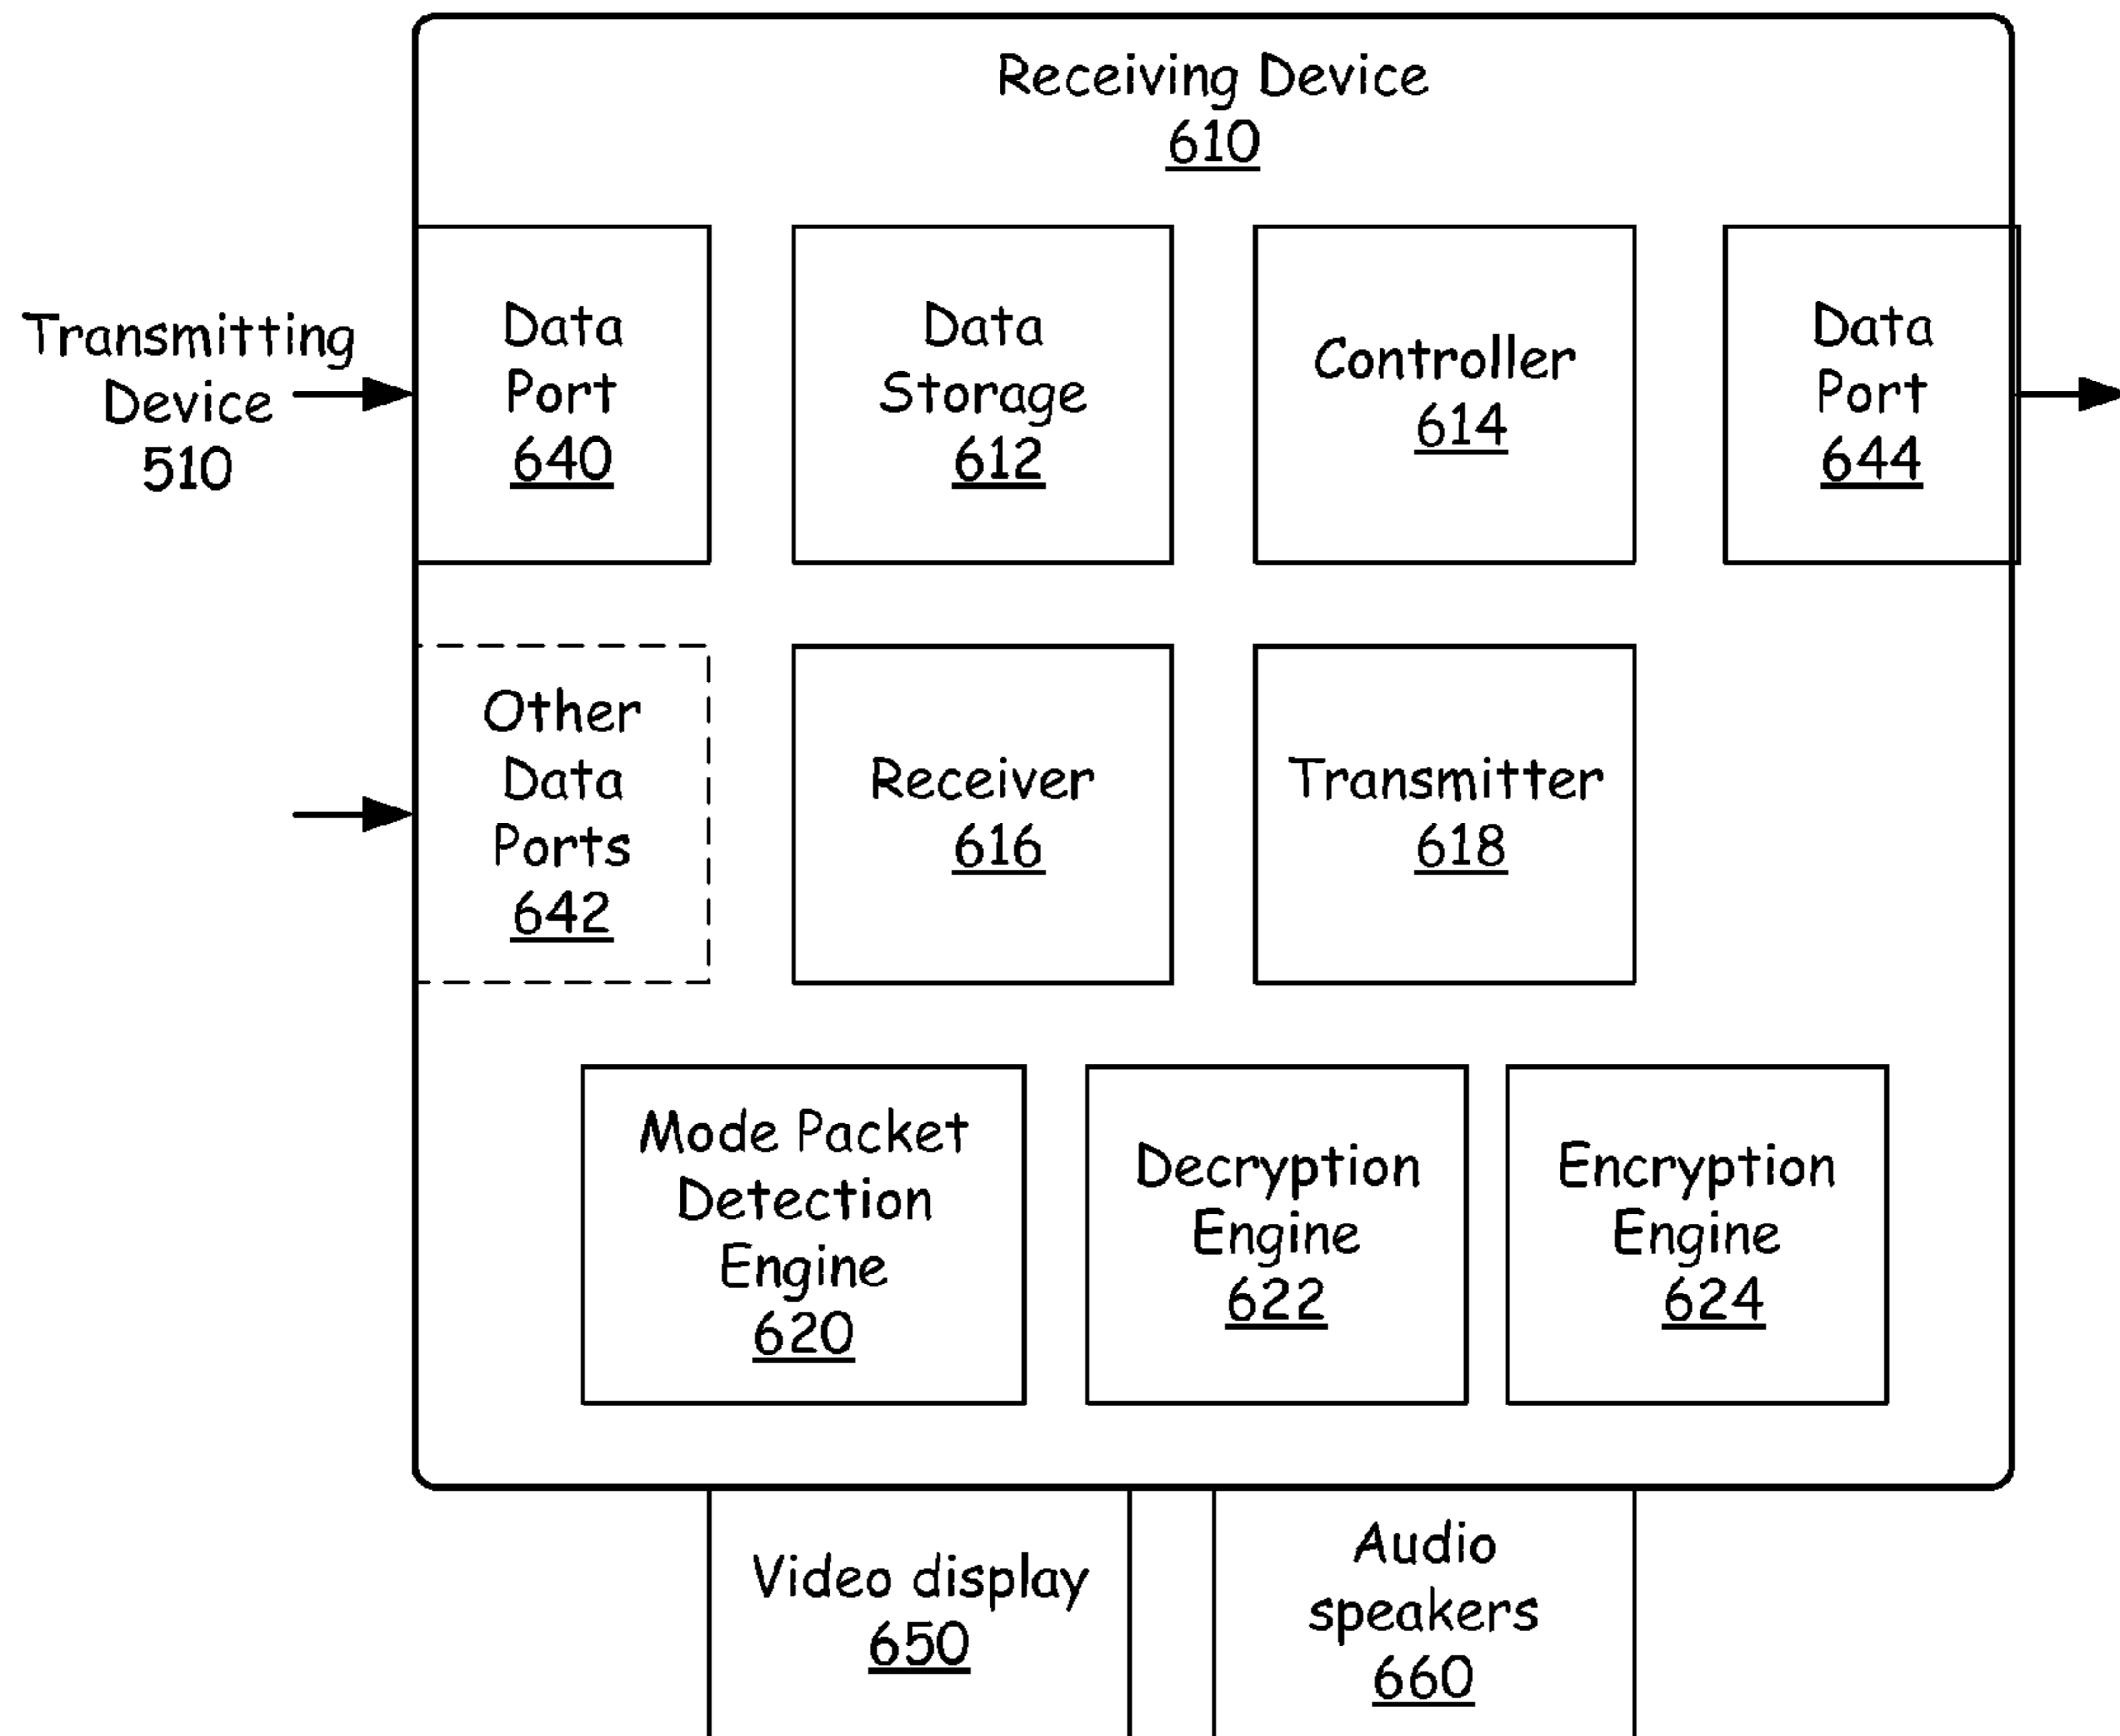 Receiving Device
610
Transmitting
Device
510
Data
Port
640
Data
Storage
612
Controller
614
Data
Port
644
Other
Data
Ports
642
Receiver
616
Transmitter
618
Mode Packet
Detection
Engine
620
Decryption
Engine
622
Encryption
Engine
624
Video display
650
Audio
speakers
660